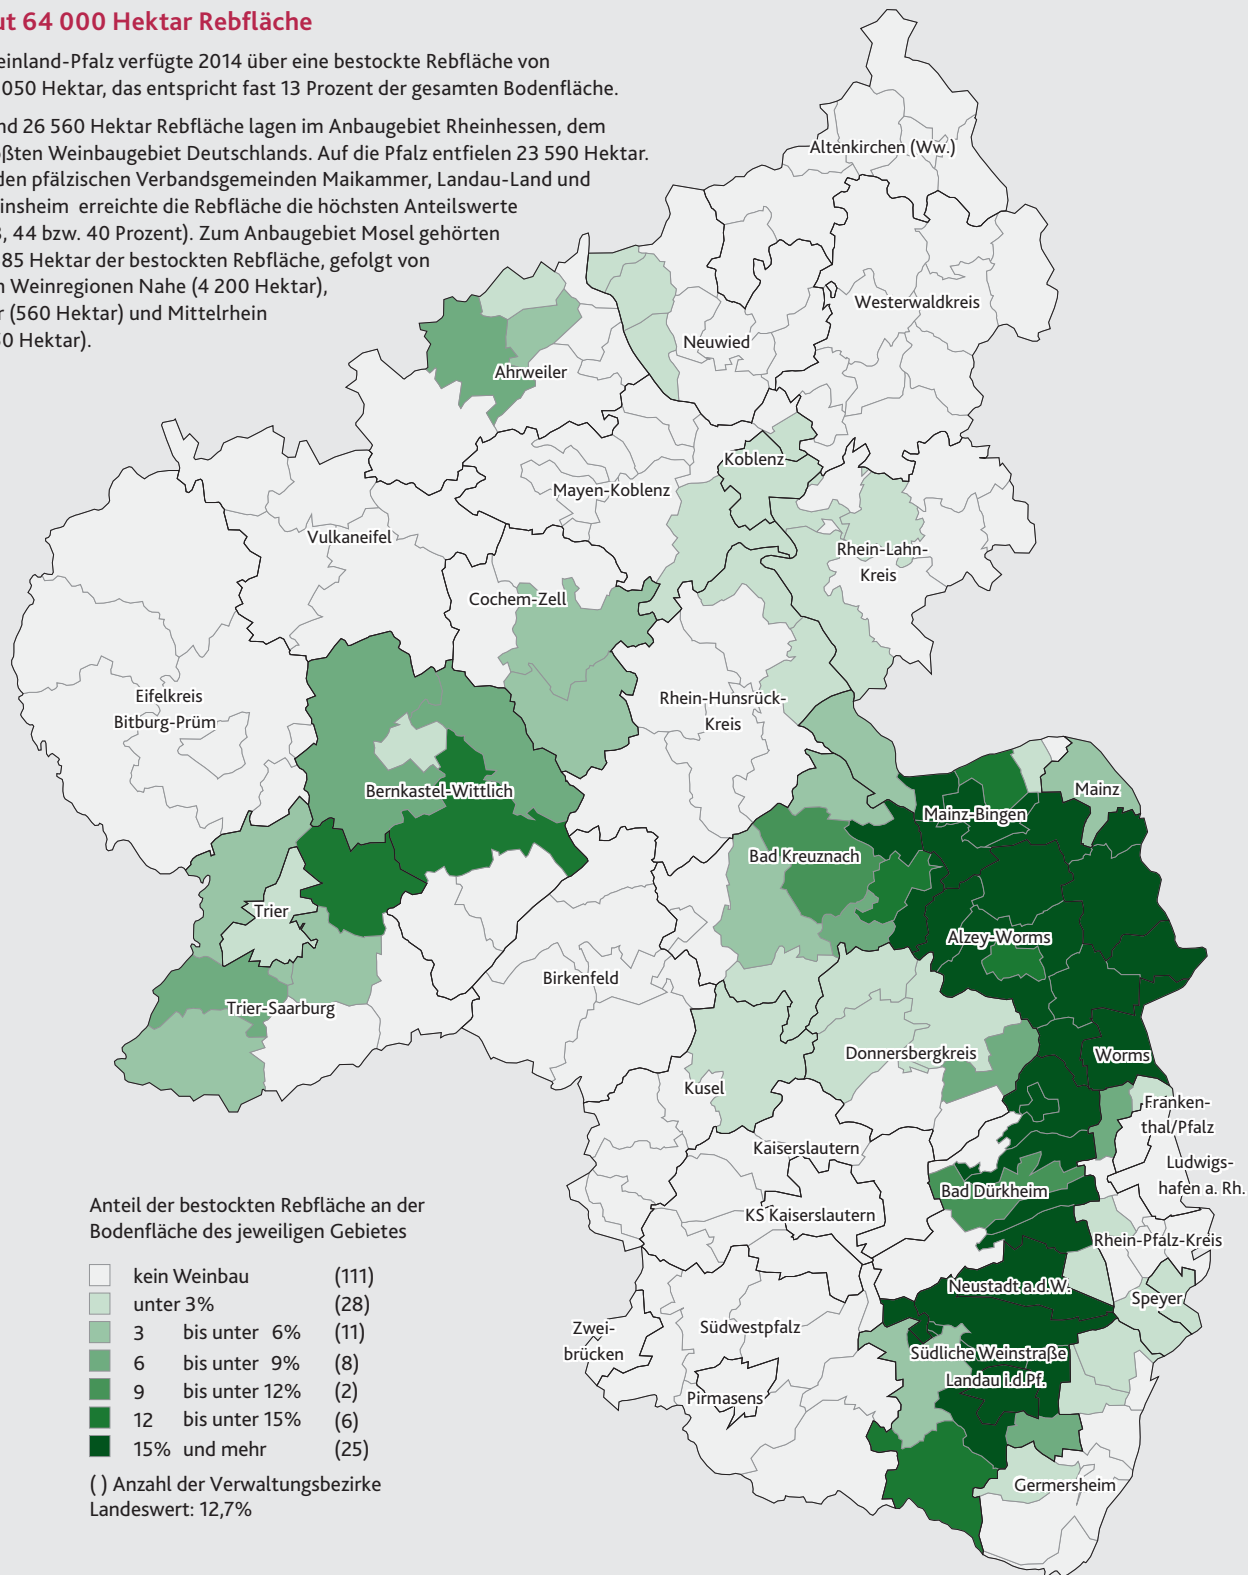 ut 64 000 Hektar Rebfläche
einland-Pfalz verfügte 2014 über eine bestockte Rebfläche von
050 Hektar, das entspricht fast 13 Prozent der gesamten Bodenfläche.
nd 26 560 Hektar Rebfläche lagen im Anbaugebiet Rheinhessen, dem
ößten Weinbaugebiet Deutschlands. Auf die Pfalz entfielen 23 590 Hektar.
den pfälzischen Verbandsgemeinden Maikammer, Landau-Land und
insheim erreichte die Rebfläche die höchsten Anteilswerte
, 44 bzw. 40 Prozent). Zum Anbaugebiet Mosel gehörten
85 Hektar der bestockten Rebfläche, gefolgt von
n Weinregionen Nahe (4 200 Hektar),
r (560 Hektar) und Mittelrhein
0 Hektar).
Altenkirchen (Ww.)
Westerwaldkreis
Neuwied
Ahrweiler
Koblenz
Mayen-Koblenz
Vulkaneifel
Rhein-Lahn-
Kreis
Cochem-Zell
Eifelkreis
Bitburg-Prüm
Rhein-Hunsrück-
Kreis
Bernkastel-Wittlich
Mainz
Mainz-Bingen
Bad Kreuznach
Trier
Alzey-Worms
Birkenfeld
Trier-Saarburg
Donnersbergkreis
Worms
Kusel
Franken-
thal/Pfalz
Kaiserslautern
Ludwigs-
hafen a. Rh.
Bad Dürkheim
KS Kaiserslautern
Rhein-Pfalz-Kreis
Neustadt a.d.W.
Speyer
Zwei-
brücken
Südwestpfalz
Südliche Weinstraße
Landau i.d.Pf.
Pirmasens
Germersheim
Anteil der bestockten Rebfläche an der
Bodenfläche des jeweiligen Gebietes
kein Weinbau (111)
unter 3% (28)
3 bis unter 6% (11)
6 bis unter 9% (8)
9 bis unter 12% (2)
12 bis unter 15% (6)
15% und mehr (25)
( ) Anzahl der Verwaltungsbezirke
Landeswert: 12,7%